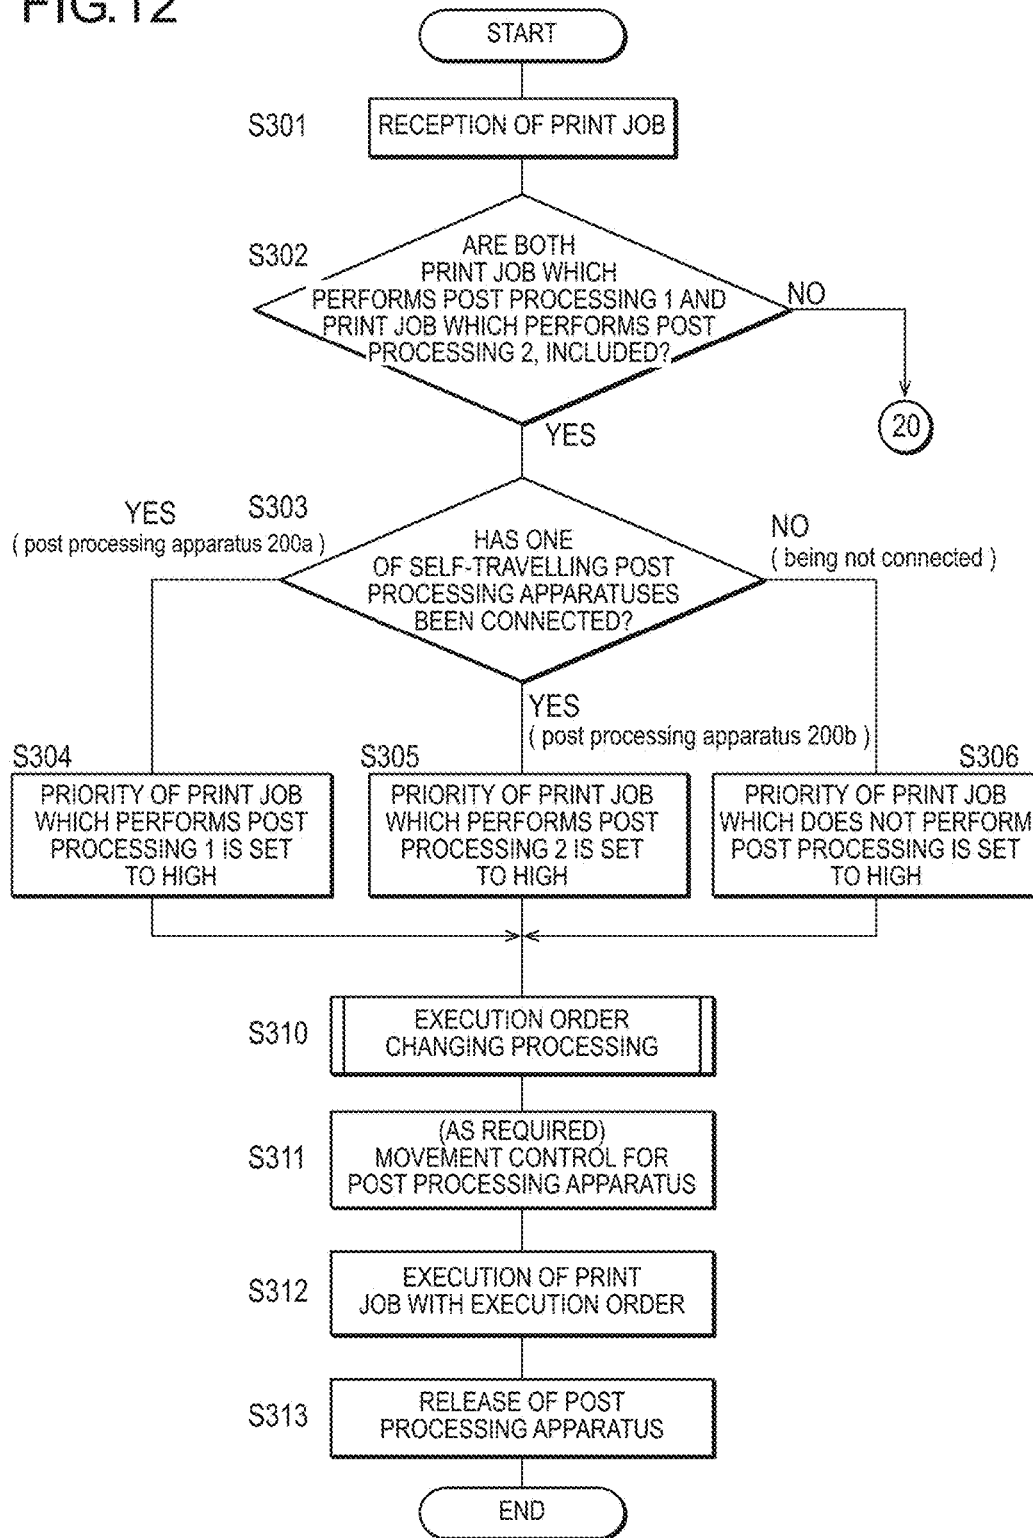 FIG.12
START
S301
RECEPTION OF PRINT JOB
S302
ARE BOTH
PRINT JOB WHICH
PERFORMS POST PROCESSING 1 AND
PRINT JOB WHICH PERFORMS POST
PROCESSING 2, INCLUDED?
NO
20
YES
S303
YES
( post processing apparatus 200a )
HAS ONE
OF SELF-TRAVELLING POST
PROCESSING APPARATUSES
BEEN CONNECTED?
NO
( being not connected )
YES
( post processing apparatus 200b )
S304
PRIORITY OF PRINT JOB
WHICH PERFORMS POST
PROCESSING 1 IS SET
TO HIGH
S305
PRIORITY OF PRINT JOB
WHICH PERFORMS POST
PROCESSING 2 IS SET
TO HIGH
S306
PRIORITY OF PRINT JOB
WHICH DOES NOT PERFORM
POST PROCESSING IS SET
TO HIGH
S310
EXECUTION ORDER
CHANGING PROCESSING
S311
(AS REQUIRED)
MOVEMENT CONTROL FOR
POST PROCESSING APPARATUS
S312
EXECUTION OF PRINT
JOB WITH EXECUTION ORDER
S313
RELEASE OF POST
PROCESSING APPARATUS
END